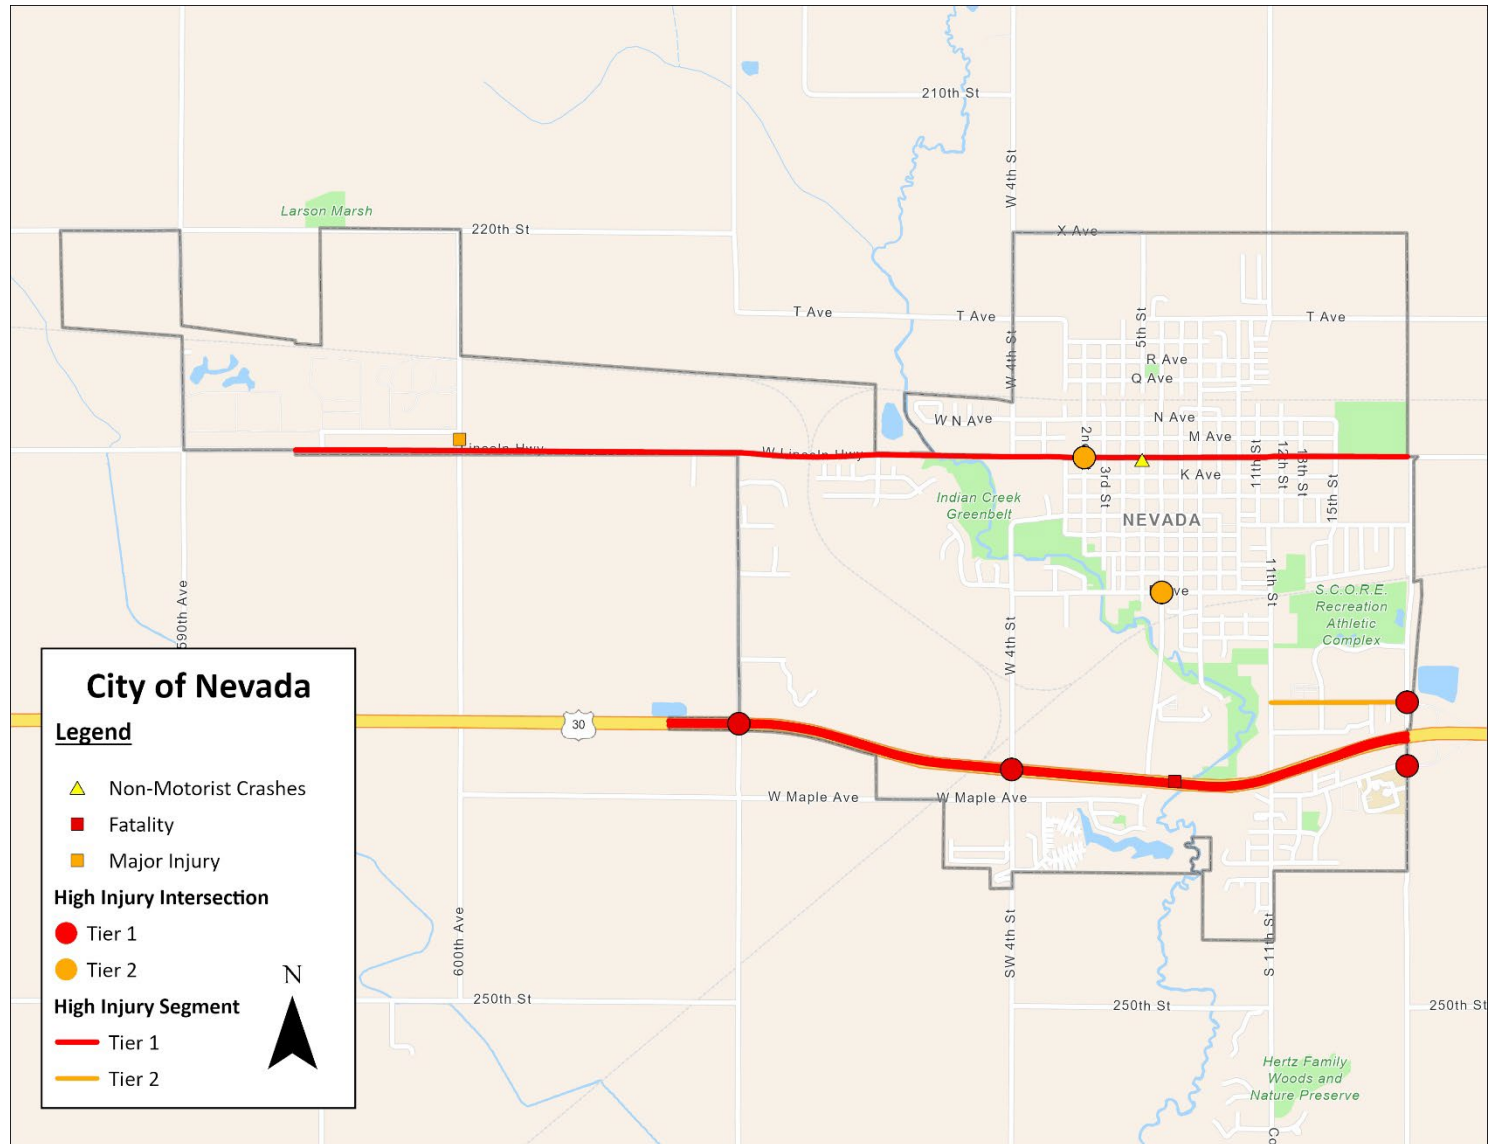 210th St
W 4th St
Larson Marsh
220th St
X Ave
T Ave
T Ave
T Ave
5th St
W 4th St
R Ave
Q Ave
W N Ave
N Ave
M Ave
2nd
Lincoln Hwy
W Lincoln Hwy
3rd St
K Ave
11th St
12th St
13th St
15th St
Indian Creek
Greenbelt
NEVADA
590th Ave
11th St
S.C.O.R.E.
Recreation
Athletic
Complex
W 4th St
30
W Maple Ave
W Maple Ave
600th Ave
SW 4th St
S 11th St
250th St
250th St
250th St
Hertz Family
Woods and
Nature Preserve
Co
City of Nevada
Legend
Non-Motorist Crashes
Fatality
Major Injury
High Injury Intersection
Tier 1
Tier 2
N
High Injury Segment
Tier 1
Tier 2